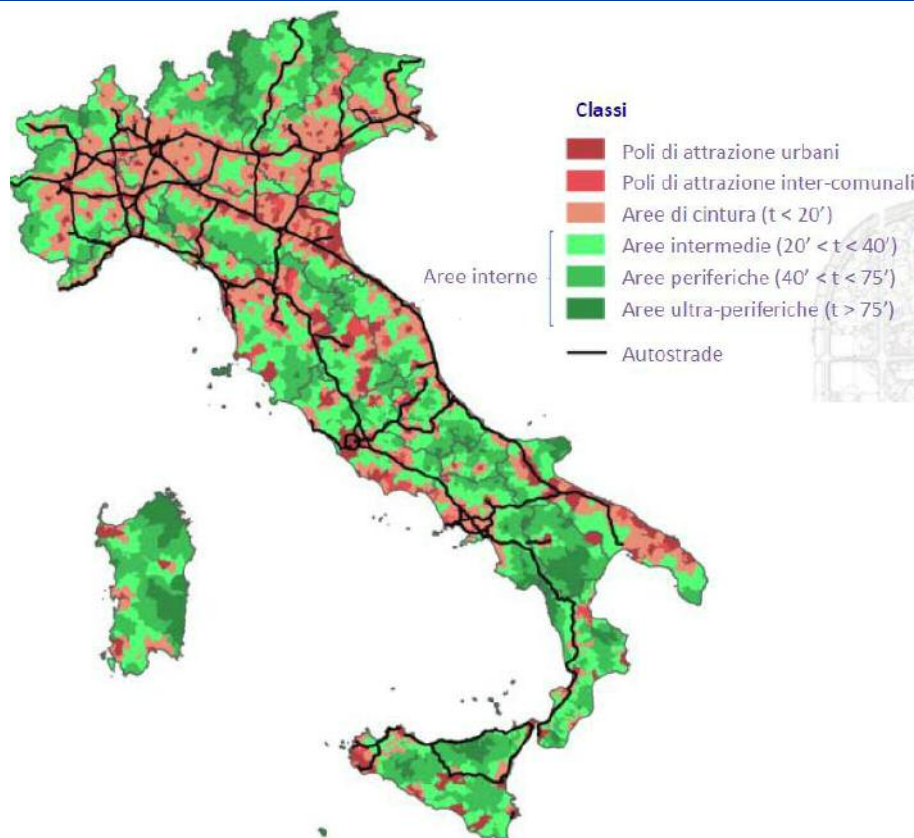 Classi
Poli di attrazione urbani
Poli di attrazione inter-comunali
Aree di cintura (t < 20')
Aree interne
Aree intermedie (20' < t < 40')
Aree periferiche (40' < t < 75')
Aree ultra-periferiche (t > 75')
Autostrade